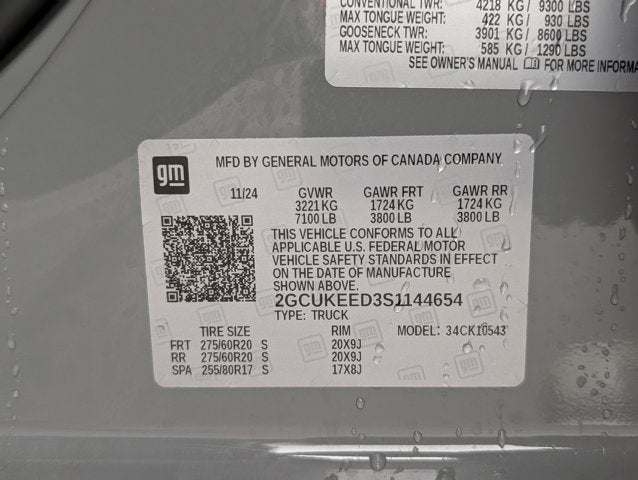 CONVENTIONAL TWR: 4218 KG / 9300 LBS
MAX TONGUE WEIGHT: 422 KG / 930 LBS
GOOSENECK TWR: 3901 KG / 8600 LBS
MAX TONGUE WEIGHT: 585 KG / 1290 LBS
SEE OWNER'S MANUAL FOR MORE INFORMA
gm
MFD BY GENERAL MOTORS OF CANADA COMPANY
11/24 GVWR GAWR FRT GAWR RR
3221 KG 1724 KG 1724 KG
7100 LB 3800 LB 3800 LB
THIS VEHICLE CONFORMS TO ALL
APPLICABLE U.S. FEDERAL MOTOR
VEHICLE SAFETY STANDARDS IN EFFECT
ON THE DATE OF MANUFACTURE
SHOWN ABOVE.
2GCUKEED3S1144654
TYPE: TRUCK
TIRE SIZE RIM MODEL: 34CK10543
FRT 275/60R20 S 20X9J
RR 275/60R20 S 20X9J
SPA 255/80R17 S 17X8J